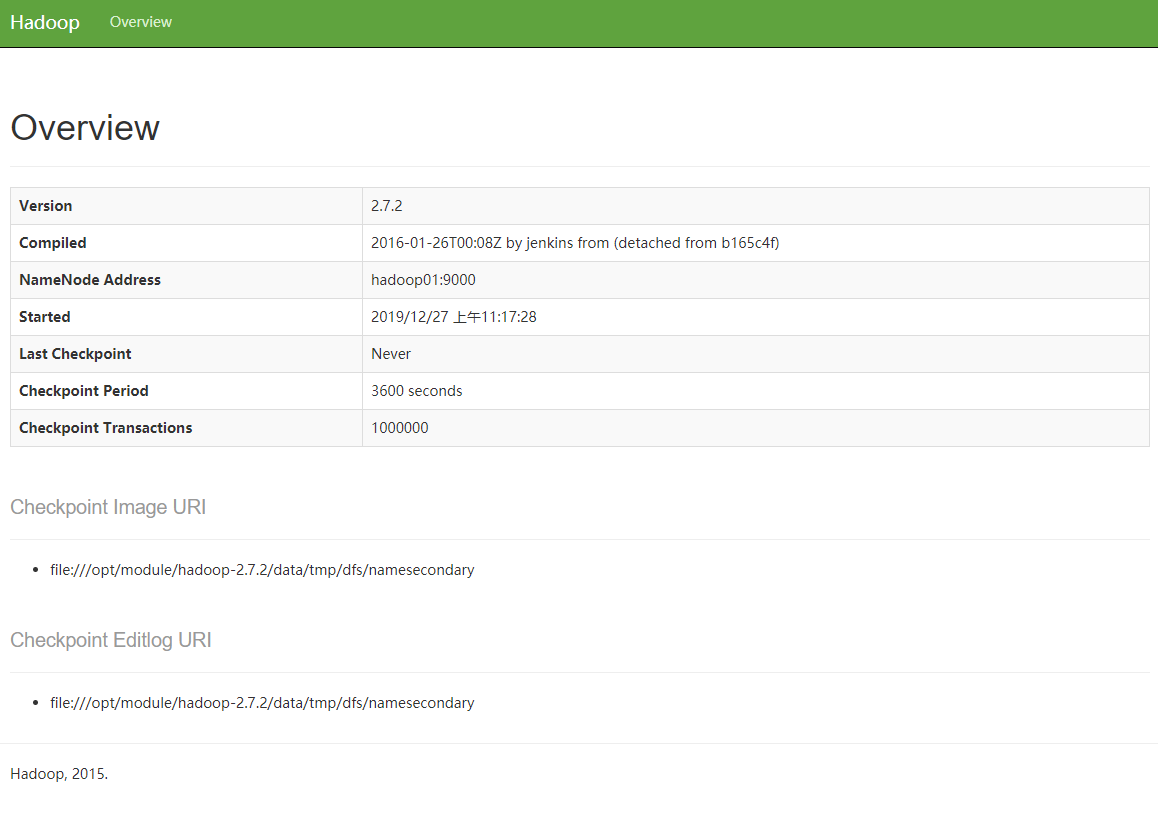 Hadoop Overview
Overview
Version 2.7.2
Compiled 2016-01-26T00:08Z by jenkins from (detached from b165c4f)
NameNode Address hadoop01:9000
Started 2019/12/27 上午11:17:28
Last Checkpoint Never
Checkpoint Period 3600 seconds
Checkpoint Transactions 1000000
Checkpoint Image URI
• file:///opt/module/hadoop-2.7.2/data/tmp/dfs/namesecondary
Checkpoint Editlog URI
• file:///opt/module/hadoop-2.7.2/data/tmp/dfs/namesecondary
Hadoop, 2015.